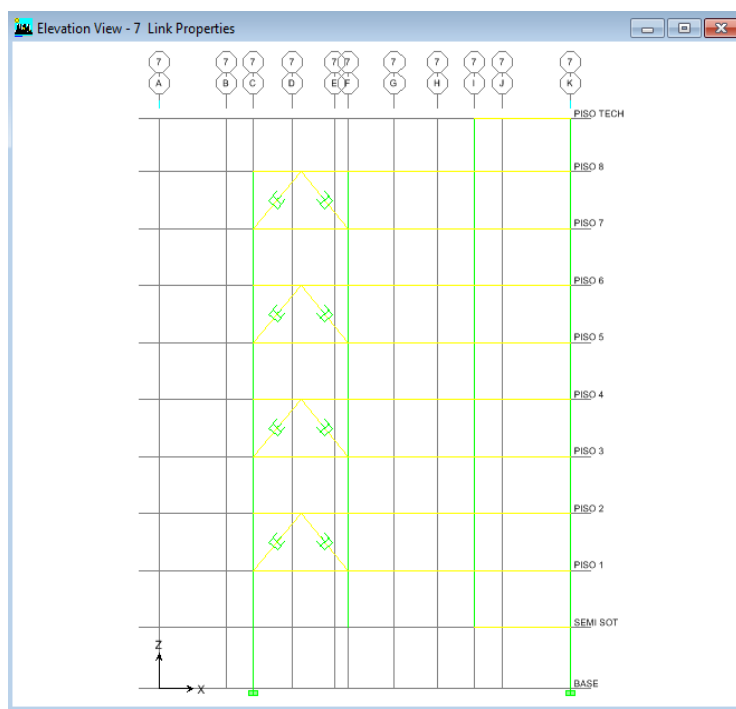 Elevation View - 7 Link Properties
7 7 7 7 7 7 7 7 7 7 7
A B C D E F G H I J K
PISO TECH
PISO 8
PISO 7
PISO 6
PISO 5
PISO 4
PISO 3
PISO 2
PISO 1
SEMI SOT
Z
X
BASE